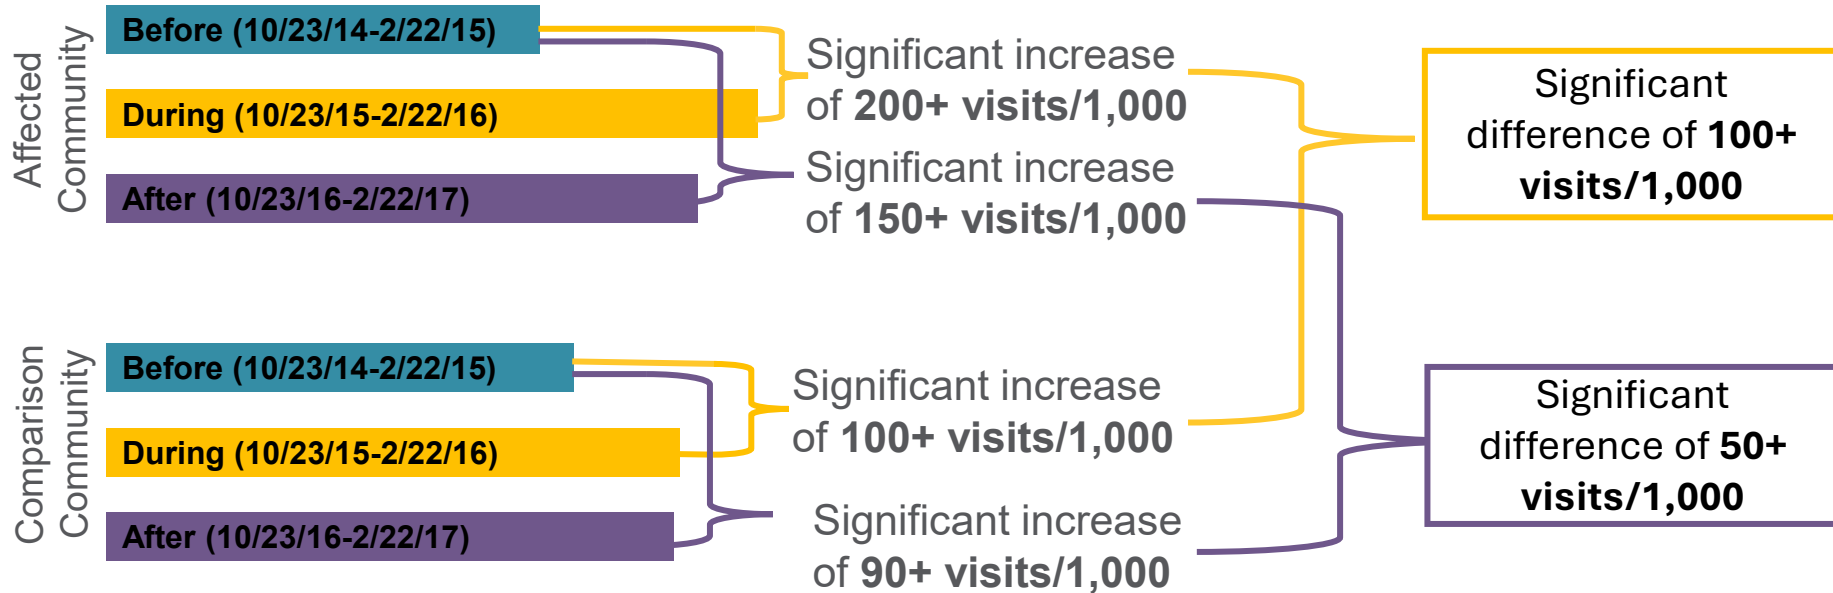 Affected
Community
Before (10/23/14-2/22/15)
During (10/23/15-2/22/16)
After (10/23/16-2/22/17)
Significant increase
of 200+ visits/1,000
Significant increase
of 150+ visits/1,000
Significant
difference of 100+
visits/1,000
Comparison
Community
Before (10/23/14-2/22/15)
During (10/23/15-2/22/16)
After (10/23/16-2/22/17)
Significant increase
of 100+ visits/1,000
Significant increase
of 90+ visits/1,000
Significant
difference of 50+
visits/1,000